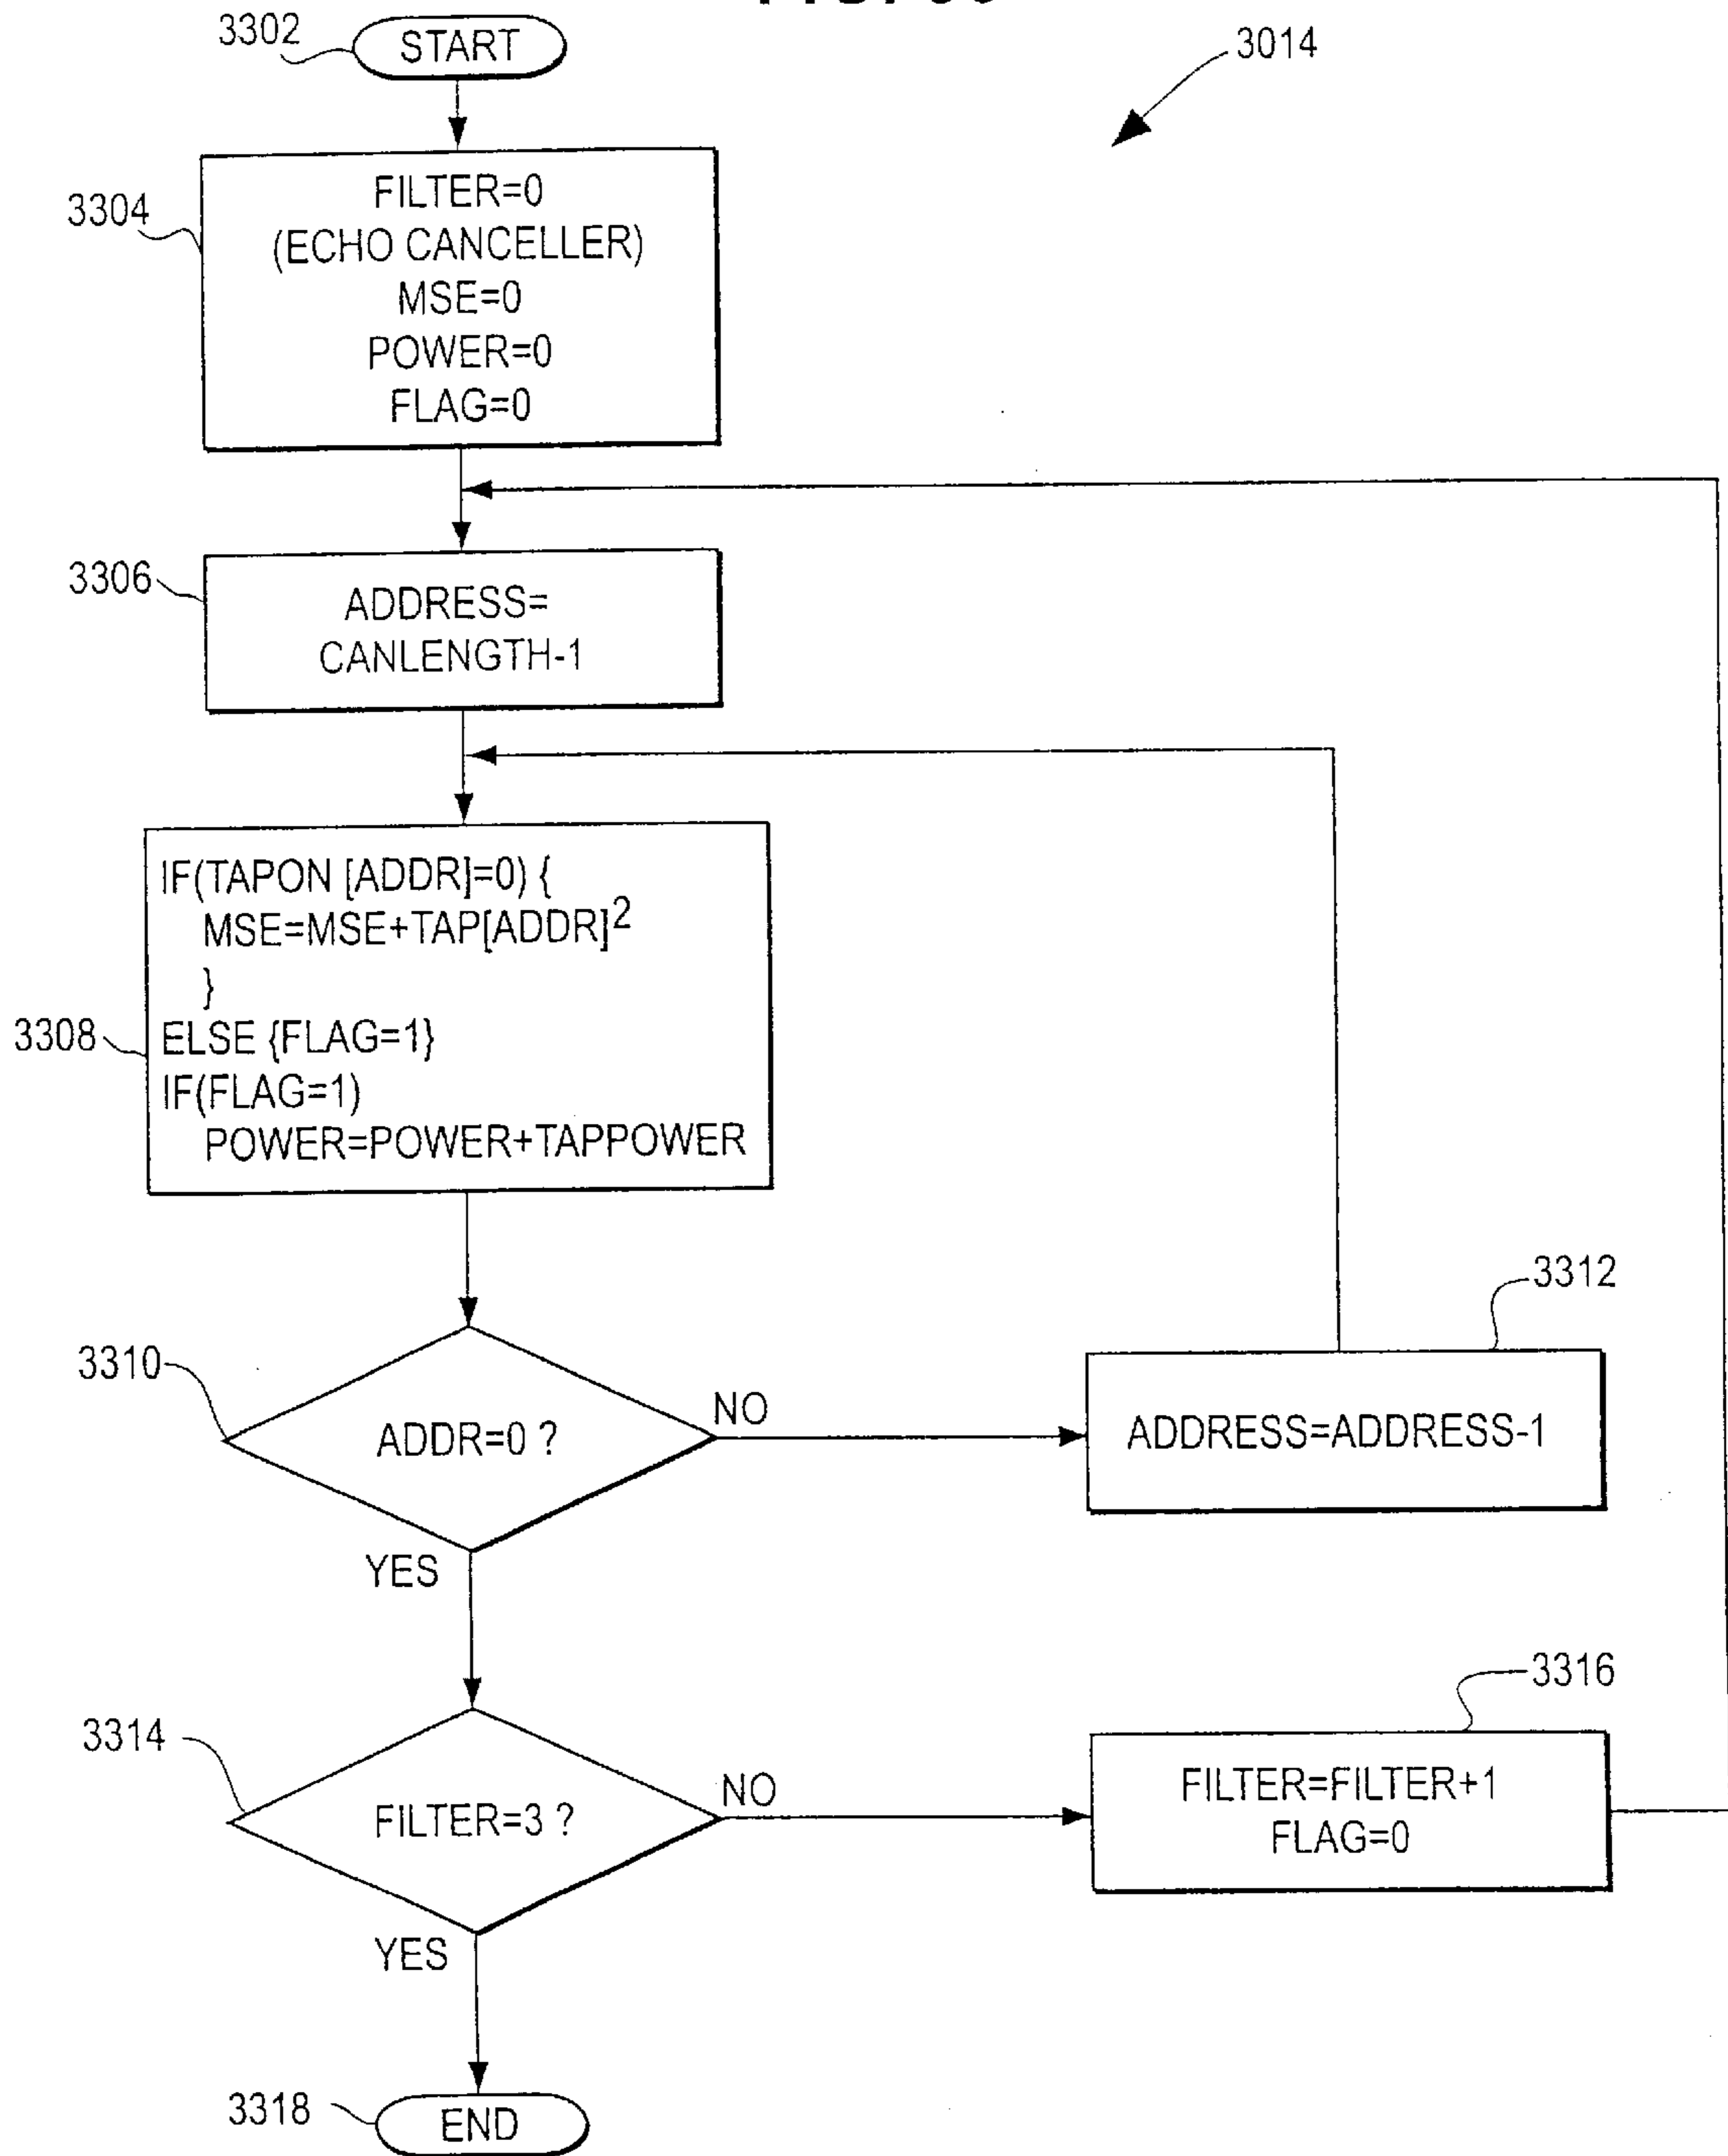 3302
START
3014
3304
FILTER=0
(ECHO CANCELLER)
MSE=0
POWER=0
FLAG=0
3306
ADDRESS=
CANLENGTH-1
3308
IF(TAPON [ADDR]=0) {
MSE=MSE+TAP[ADDR]²
}
ELSE {FLAG=1}
IF(FLAG=1)
POWER=POWER+TAPPOWER
3310
ADDR=0 ?
NO
3312
ADDRESS=ADDRESS-1
YES
3314
FILTER=3 ?
NO
3316
FILTER=FILTER+1
FLAG=0
YES
3318
END